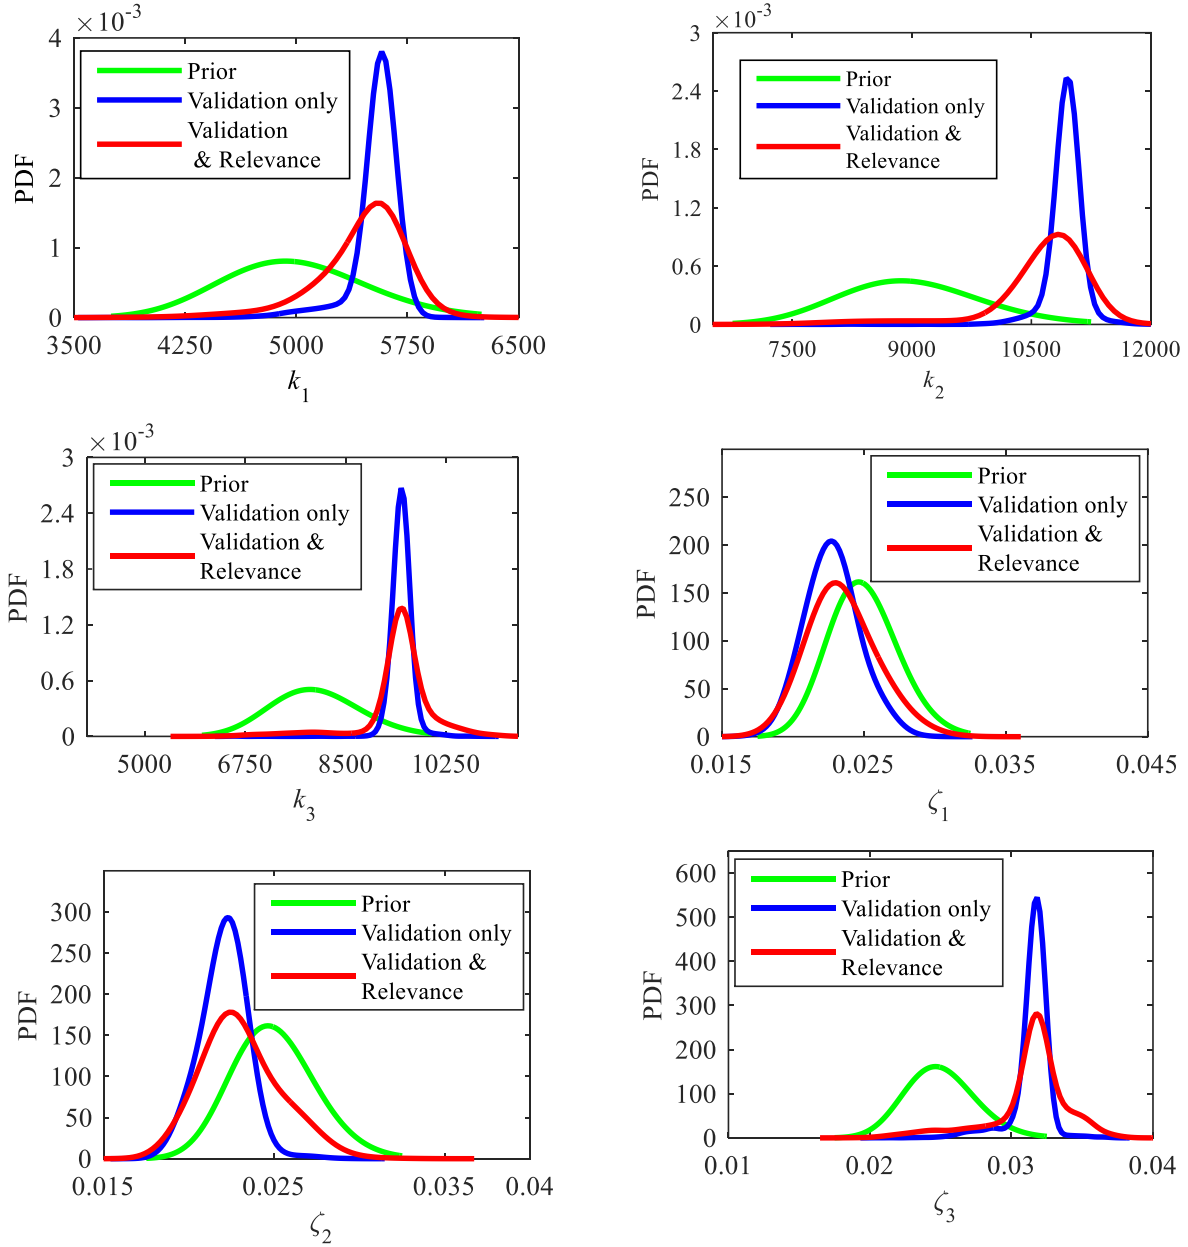 ×10-3
4
3
2
1
0
PDF
Prior
Validation only
Validation
& Relevance
3500 4250 5000 5750 6500
k1
×10-3
3
2.4
1.8
1.2
0.6
0
PDF
Prior
Validation only
Validation &
Relevance
7500 9000 10500 12000
k2
×10-3
3
2.4
1.8
1.2
0.6
0
PDF
Prior
Validation only
Validation &
Relevance
5000 6750 8500 10250
k3
250
200
150
100
50
0
PDF
Prior
Validation only
Validation &
Relevance
0.015 0.025 0.035 0.045
ζ1
300
250
200
150
100
50
0
PDF
Prior
Validation only
Validation &
Relevance
0.015 0.025 0.035 0.04
ζ2
600
500
400
300
200
100
0
PDF
Prior
Validation only
Validation &
Relevance
0.01 0.02 0.03 0.04
ζ3